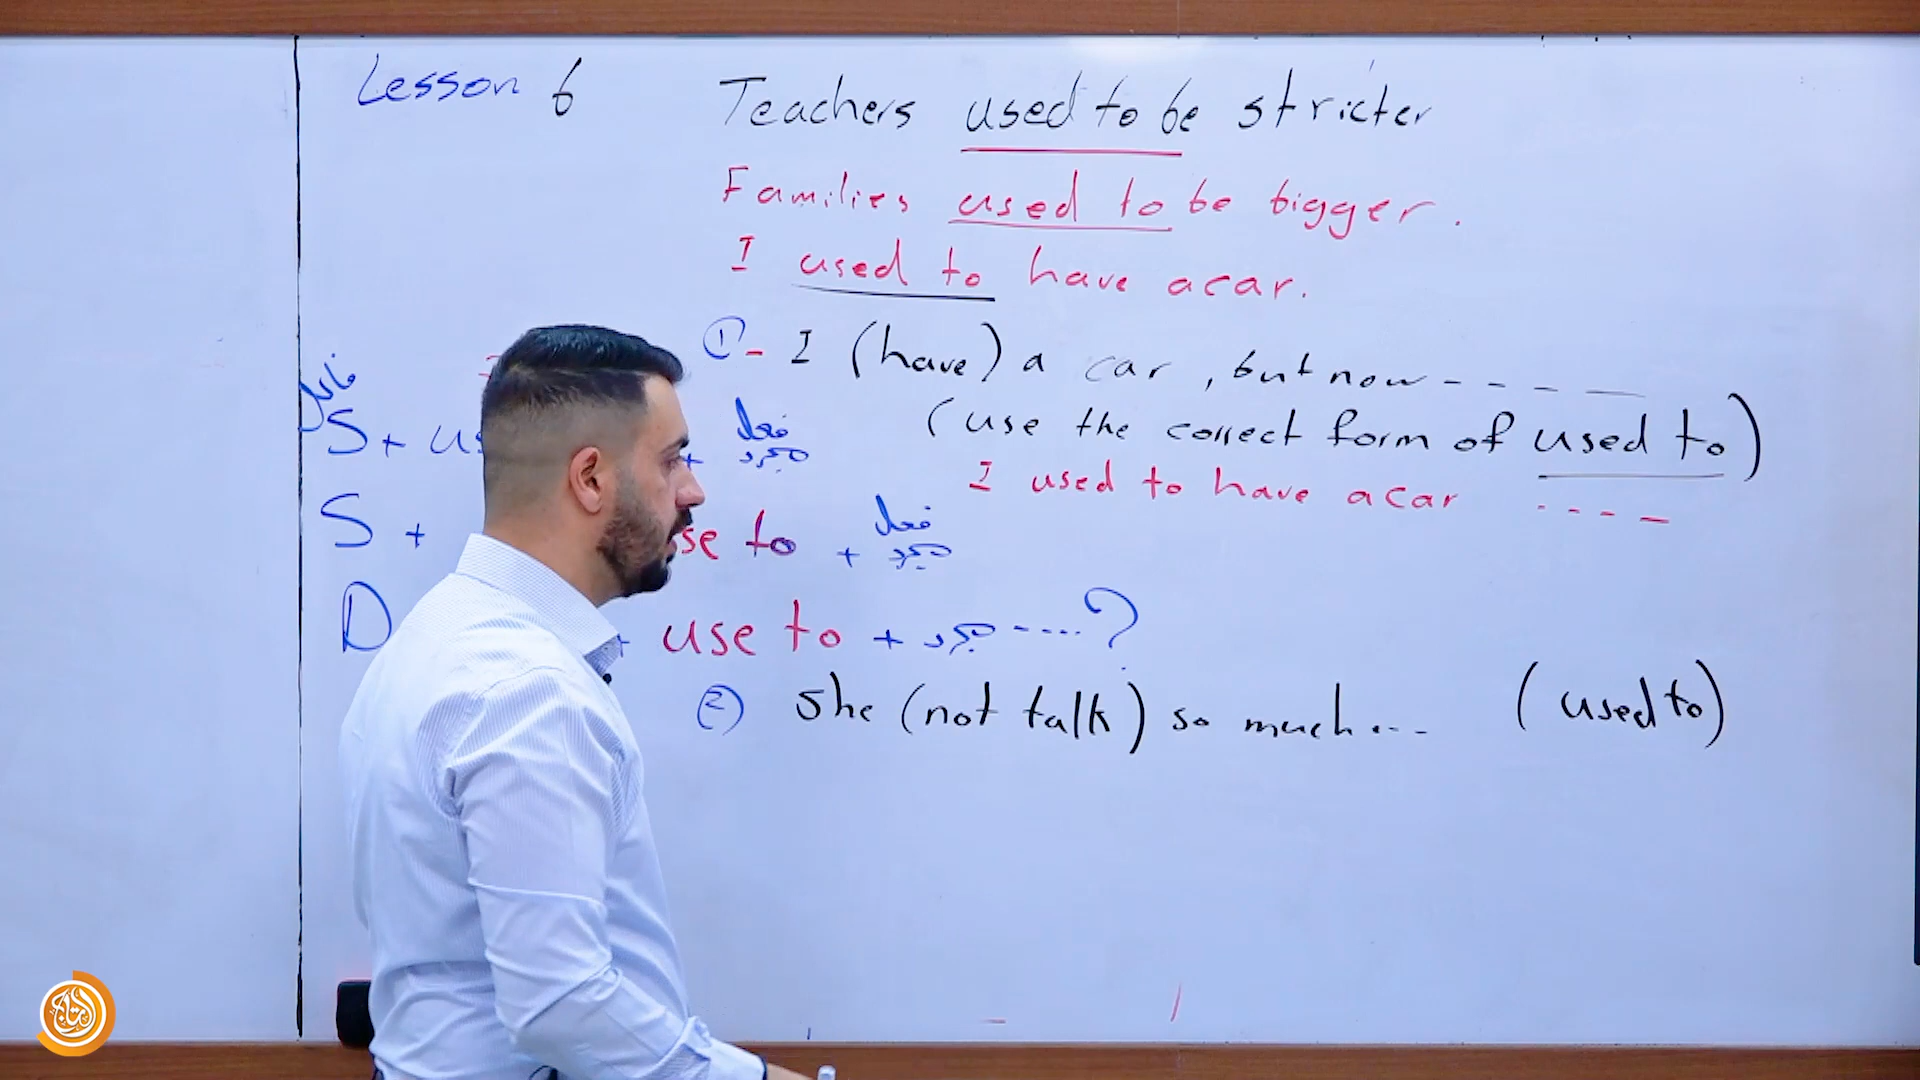 Lesson 6
Teachers used to be stricter
Families used to be bigger.
I used to have a car.
①- I (have) a car, but now - - - -
(use the correct form of used to)
I used to have a car - - - -
فاعل
S + us + فعل مجرد
S + se to + فعل مجرد
D + use to + مجرد ----?
② She (not talk) so much... (used to)